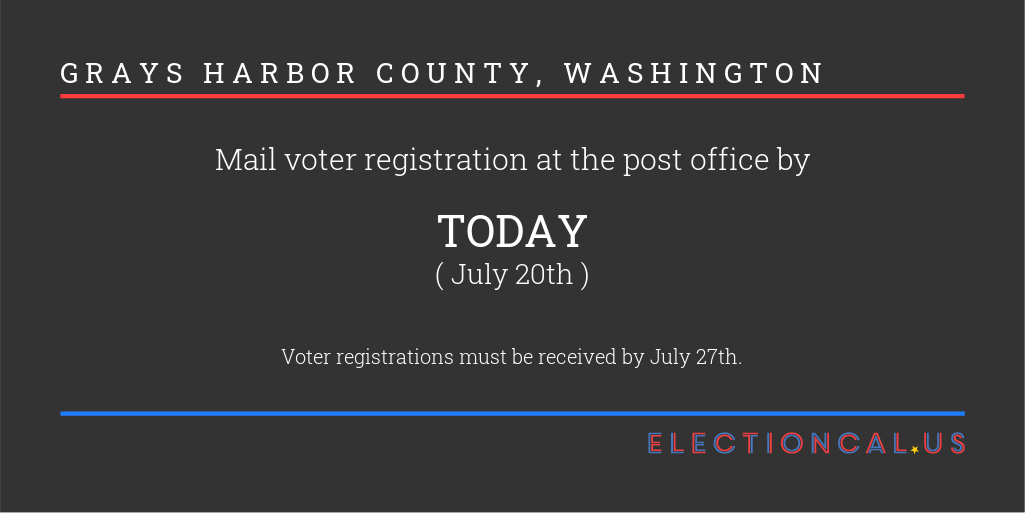 GRAYS HARBOR COUNTY, WASHINGTON
Mail voter registration at the post office by
TODAY
( July 20th )
Voter registrations must be received by July 27th.
ELECTIONCAL.US